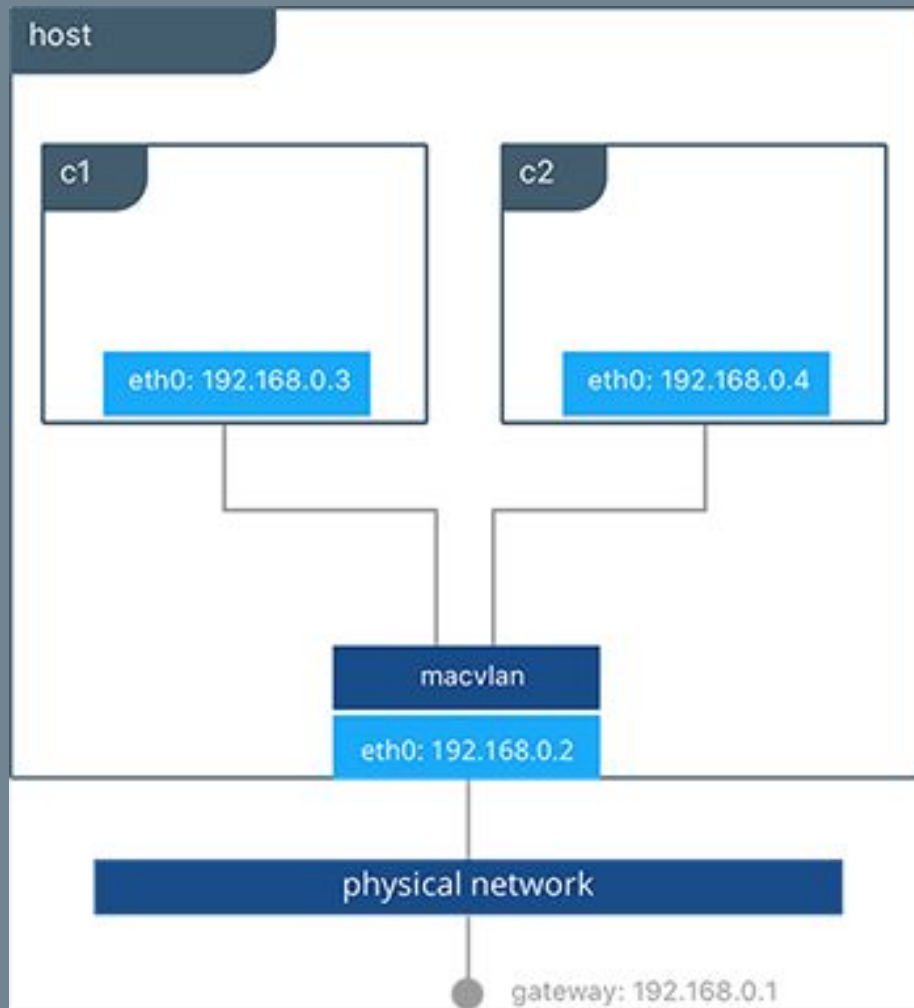 host
c1
c2
eth0: 192.168.0.3
eth0: 192.168.0.4
macvlan
eth0: 192.168.0.2
physical network
gateway: 192.168.0.1